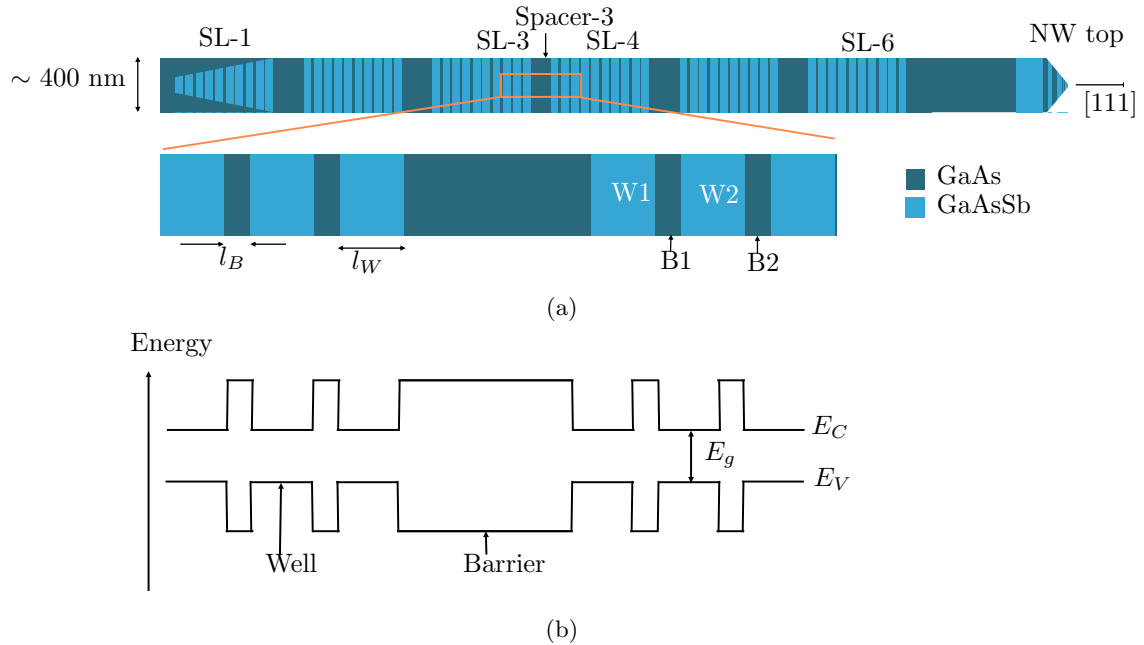 Spacer-3
SL-1
SL-3
SL-4
SL-6
NW top
~ 400 nm
[111]
W1
W2
GaAs
GaAsSb
l_B
l_W
B1
B2
(a)
Energy
E_C
E_g
E_V
Well
Barrier
(b)